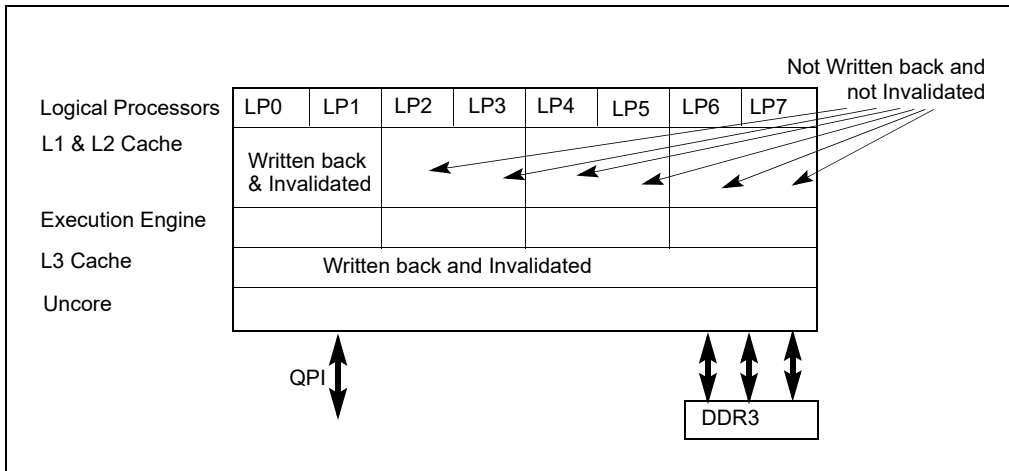 Not Written back and
not Invalidated
Logical Processors
LP0
LP1
LP2
LP3
LP4
LP5
LP6
LP7
L1 & L2 Cache
Written back
& Invalidated
Execution Engine
L3 Cache
Written back and Invalidated
Uncore
QPI
DDR3